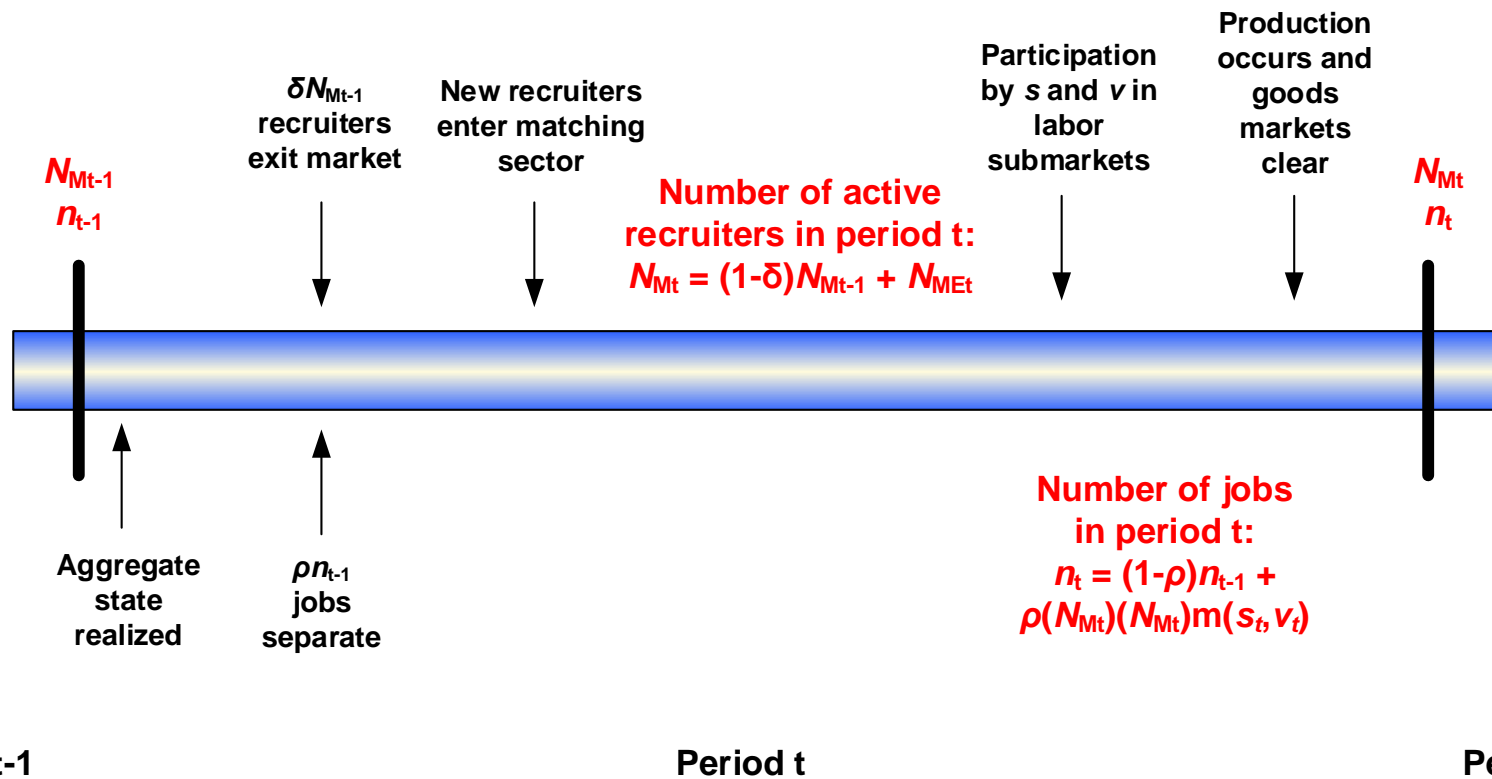 N_Mt-1
n_t-1
δN_Mt-1
recruiters
exit market
New recruiters
enter matching
sector
Number of active
recruiters in period t:
N_Mt = (1-δ)N_Mt-1 + N_MEt
Participation
by s and v in
labor
submarkets
Production
occurs and
goods
markets
clear
N_Mt
n_t
Aggregate
state
realized
ρn_t-1
jobs
separate
Number of jobs
in period t:
n_t = (1-ρ)n_t-1 +
ρ(N_Mt)(N_Mt)m(s_t,v_t)
t-1
Period t
Pe